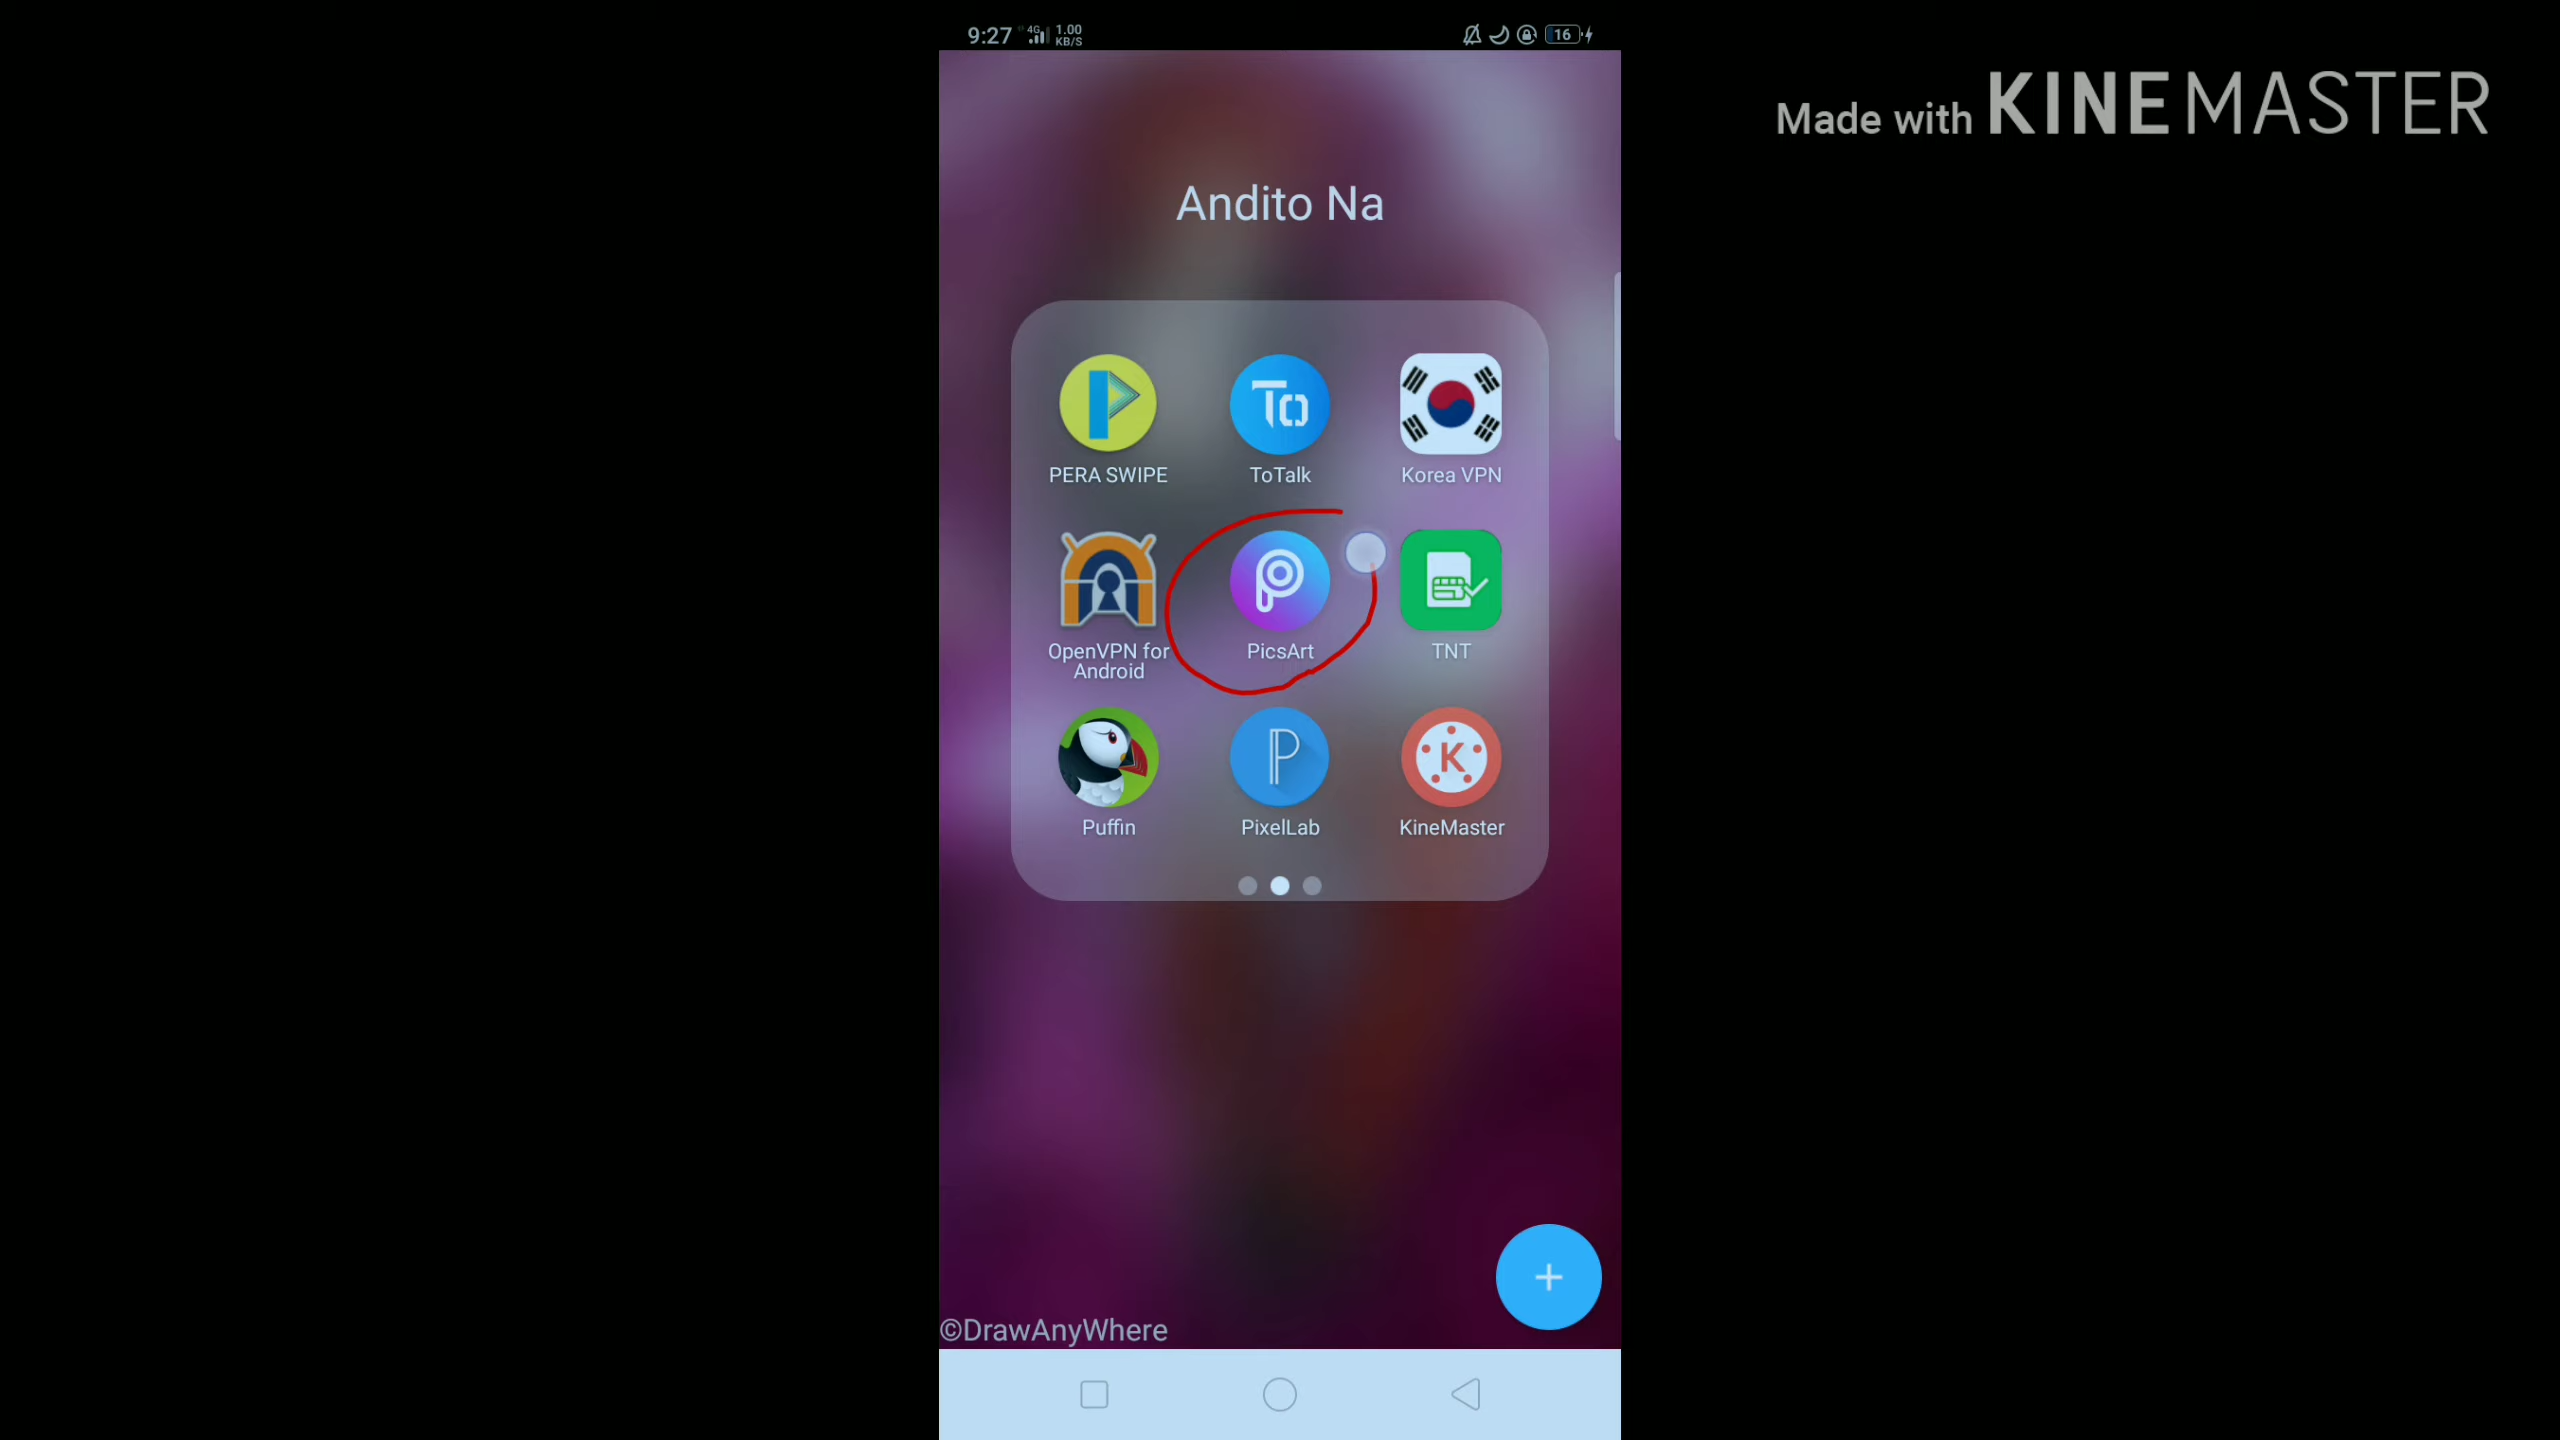 9:27 4G 1.00 KB/S 16
Made with KINEMASTER
Andito Na
PERA SWIPE ToTalk Korea VPN
OpenVPN for Android PicsArt TNT
Puffin PixelLab KineMaster
©DrawAnyWhere